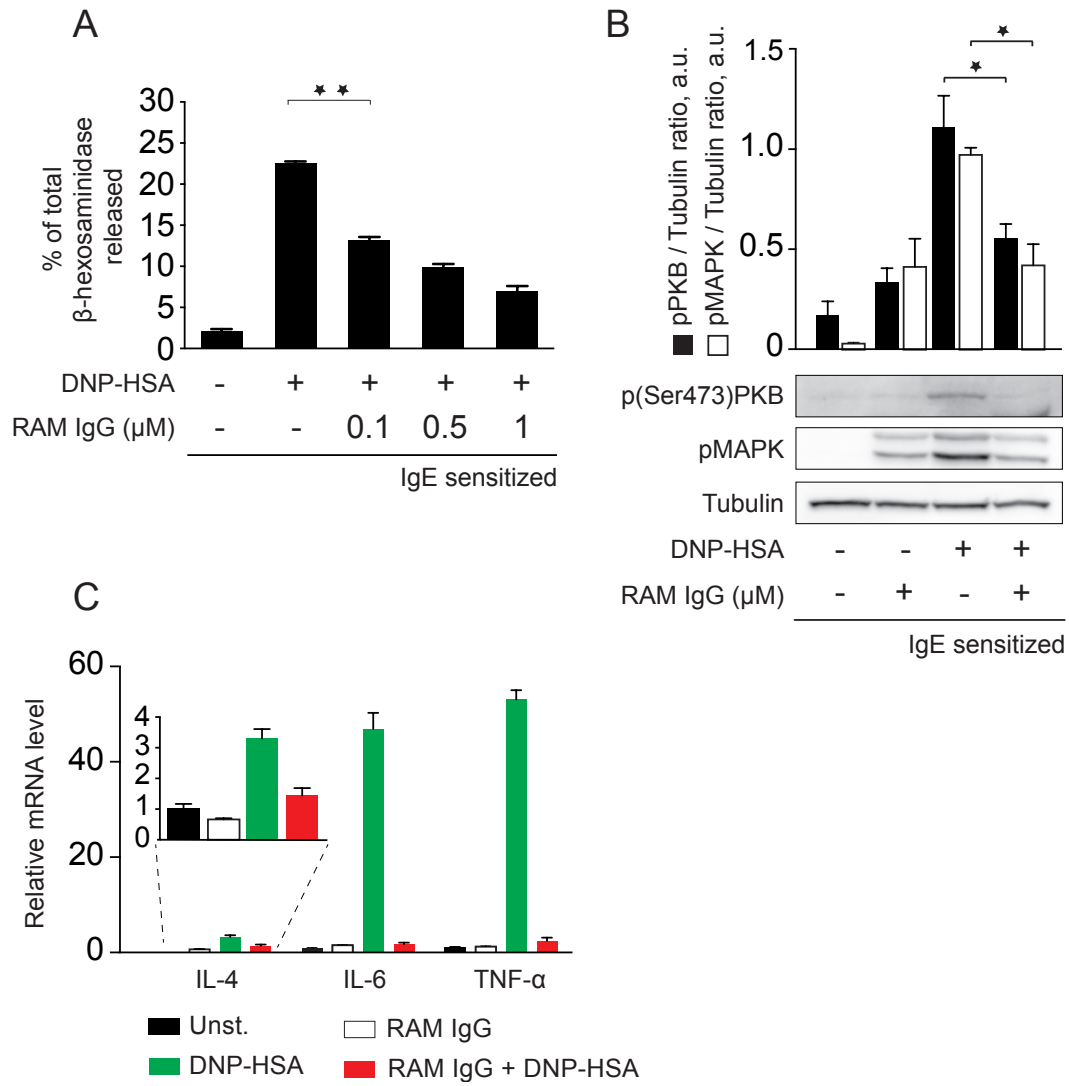 A
30
25
20
15
10
5
0
% of total
β-hexosaminidase
released
★ ★
DNP-HSA - + + + +
RAM IgG (μM) - - 0.1 0.5 1
IgE sensitized
B
1.5
1.0
0.5
0
pPKB / Tubulin ratio, a.u.
pMAPK / Tubulin ratio, a.u.
★
★
p(Ser473)PKB
pMAPK
Tubulin
DNP-HSA - - + +
RAM IgG (μM) - + - +
IgE sensitized
C
60
40
20
0
Relative mRNA level
4
3
2
1
0
IL-4 IL-6 TNF-α
Unst. RAM IgG
DNP-HSA RAM IgG + DNP-HSA